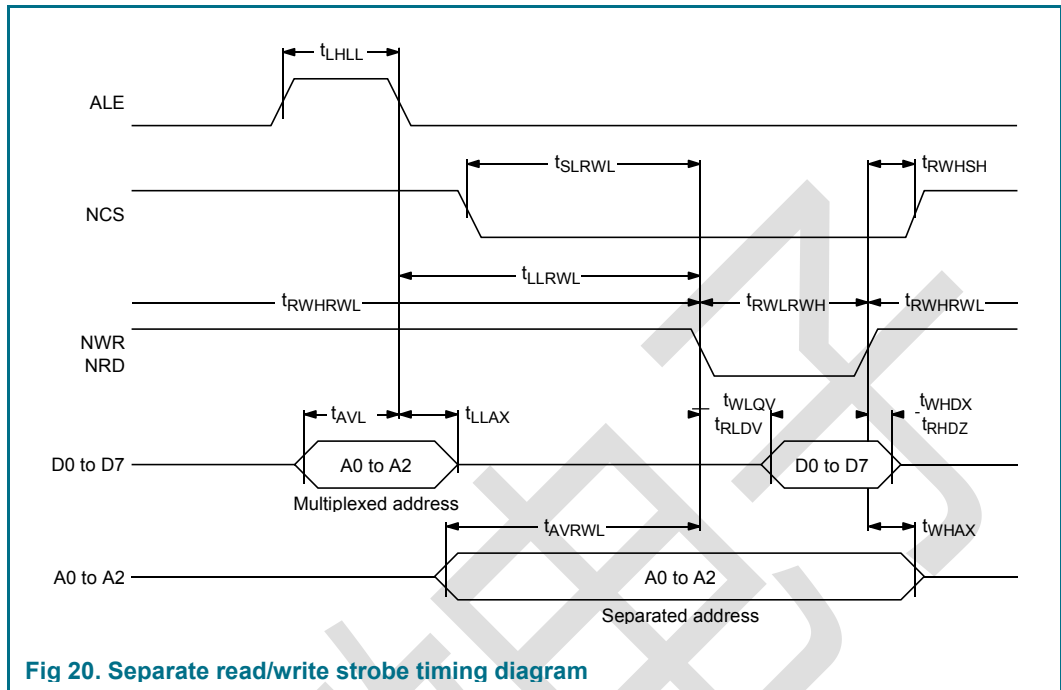 tLHLL
ALE
tSLRWL
tRWHSH
NCS
tLLRWL
tRWHRWL
tRWLRWH
tRWHRWL
NWR
NRD
tAVL
tLLAX
tWLQV
tRLDV
tWHDX
tRHDZ
D0 to D7
A0 to A2
D0 to D7
Multiplexed address
tAVRWL
tWHAX
A0 to A2
A0 to A2
Separated address
Fig 20. Separate read/write strobe timing diagram
电子